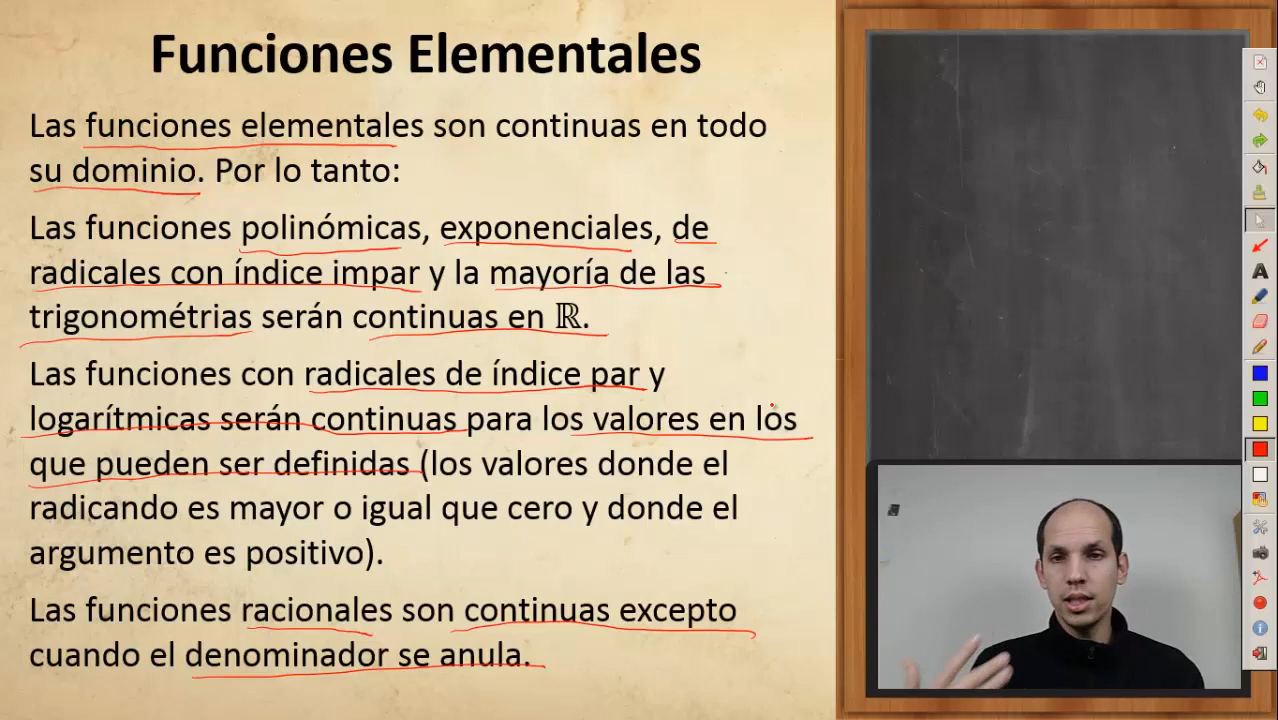 Funciones Elementales
Las funciones elementales son continuas en todo
su dominio. Por lo tanto:
Las funciones polinómicas, exponenciales, de
radicales con índice impar y la mayoría de las
trigonométrias serán continuas en ℝ.
Las funciones con radicales de índice par y
logarítmicas serán continuas para los valores en los
que pueden ser definidas (los valores donde el
radicando es mayor o igual que cero y donde el
argumento es positivo).
Las funciones racionales son continuas excepto
cuando el denominador se anula.
A